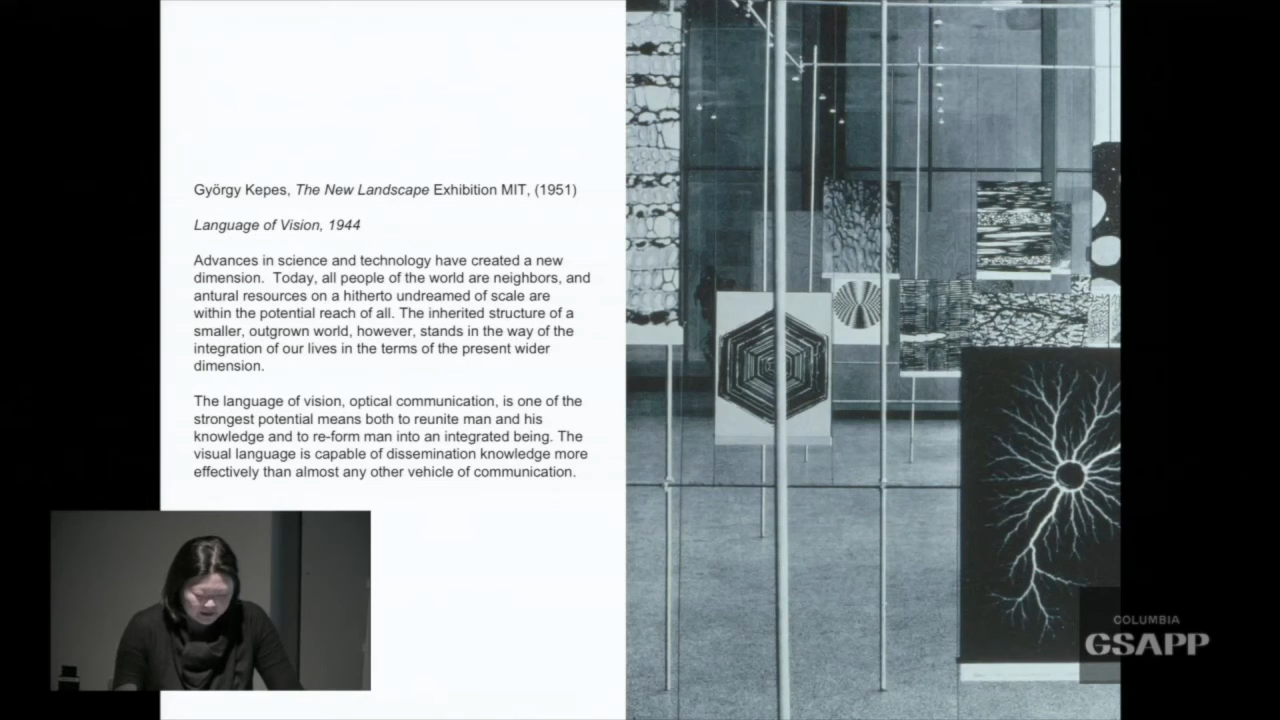 György Kepes, The New Landscape Exhibition MIT, (1951)
Language of Vision, 1944
Advances in science and technology have created a new
dimension.  Today, all people of the world are neighbors, and
antural resources on a hitherto undreamed of scale are
within the potential reach of all. The inherited structure of a
smaller, outgrown world, however, stands in the way of the
integration of our lives in the terms of the present wider
dimension.
The language of vision, optical communication, is one of the
strongest potential means both to reunite man and his
knowledge and to re-form man into an integrated being. The
visual language is capable of dissemination knowledge more
effectively than almost any other vehicle of communication.
COLUMBIA
GSAPP